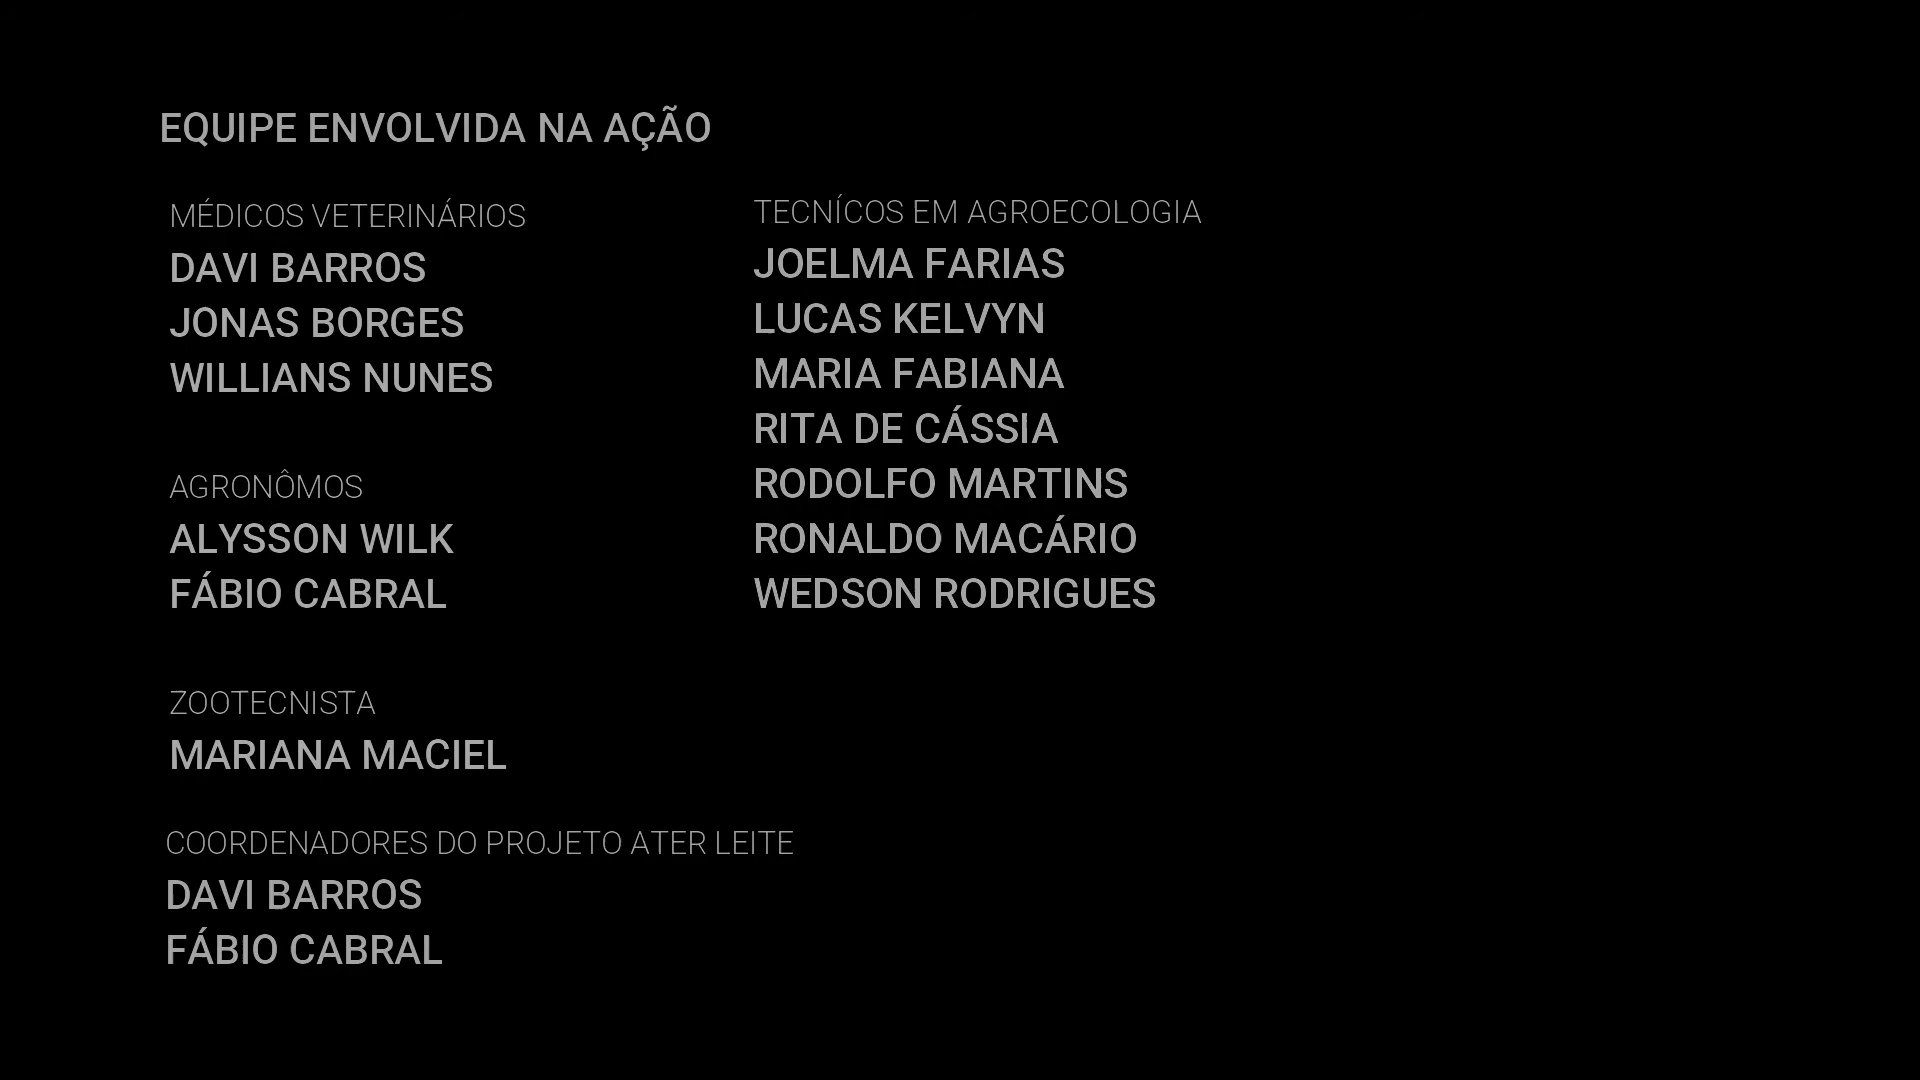 EQUIPE ENVOLVIDA NA AÇÃO
MÉDICOS VETERINÁRIOS
DAVI BARROS
JONAS BORGES
WILLIANS NUNES
AGRONÔMOS
ALYSSON WILK
FÁBIO CABRAL
ZOOTECNISTA
MARIANA MACIEL
COORDENADORES DO PROJETO ATER LEITE
DAVI BARROS
FÁBIO CABRAL
TECNÍCOS EM AGROECOLOGIA
JOELMA FARIAS
LUCAS KELVYN
MARIA FABIANA
RITA DE CÁSSIA
RODOLFO MARTINS
RONALDO MACÁRIO
WEDSON RODRIGUES